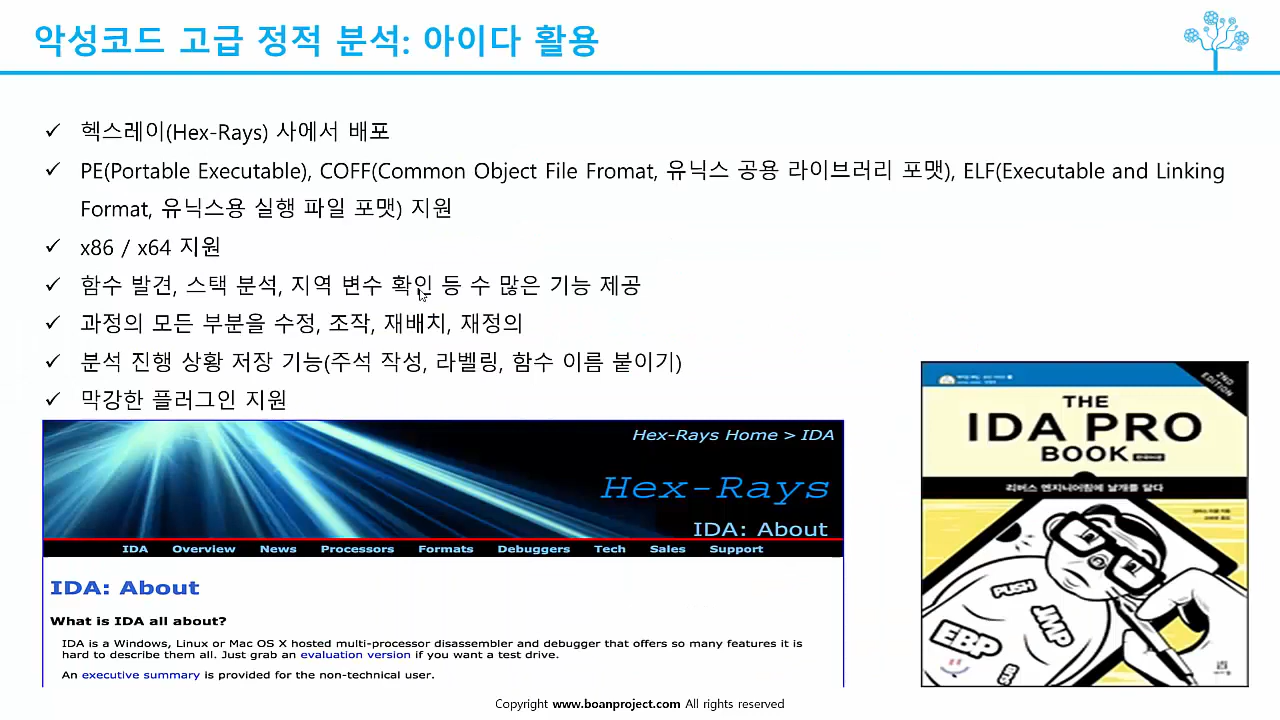 악성코드 고급 정적 분석: 아이다 활용
✓ 헥스레이(Hex-Rays) 사에서 배포
✓ PE(Portable Executable), COFF(Common Object File Fromat, 유닉스 공용 라이브러리 포맷), ELF(Executable and Linking
Format, 유닉스용 실행 파일 포맷) 지원
✓ x86 / x64 지원
✓ 함수 발견, 스택 분석, 지역 변수 확인 등 수 많은 기능 제공
✓ 과정의 모든 부분을 수정, 조작, 재배치, 재정의
✓ 분석 진행 상황 저장 기능(주석 작성, 라벨링, 함수 이름 붙이기)
✓ 막강한 플러그인 지원
Hex-Rays Home > IDA
Hex-Rays
IDA: About
IDA Overview News Processors Formats Debuggers Tech Sales Support
IDA: About
What is IDA all about?
IDA is a Windows, Linux or Mac OS X hosted multi-processor disassembler and debugger that offers so many features it is
hard to describe them all. Just grab an evaluation version if you want a test drive.
An executive summary is provided for the non-technical user.
2ND
EDITION
THE
IDA PRO
BOOK 한국어판
리버스 엔지니어링에 날개를 달다
PUSH
JMP
EBP
Copyright www.boanproject.com All rights reserved